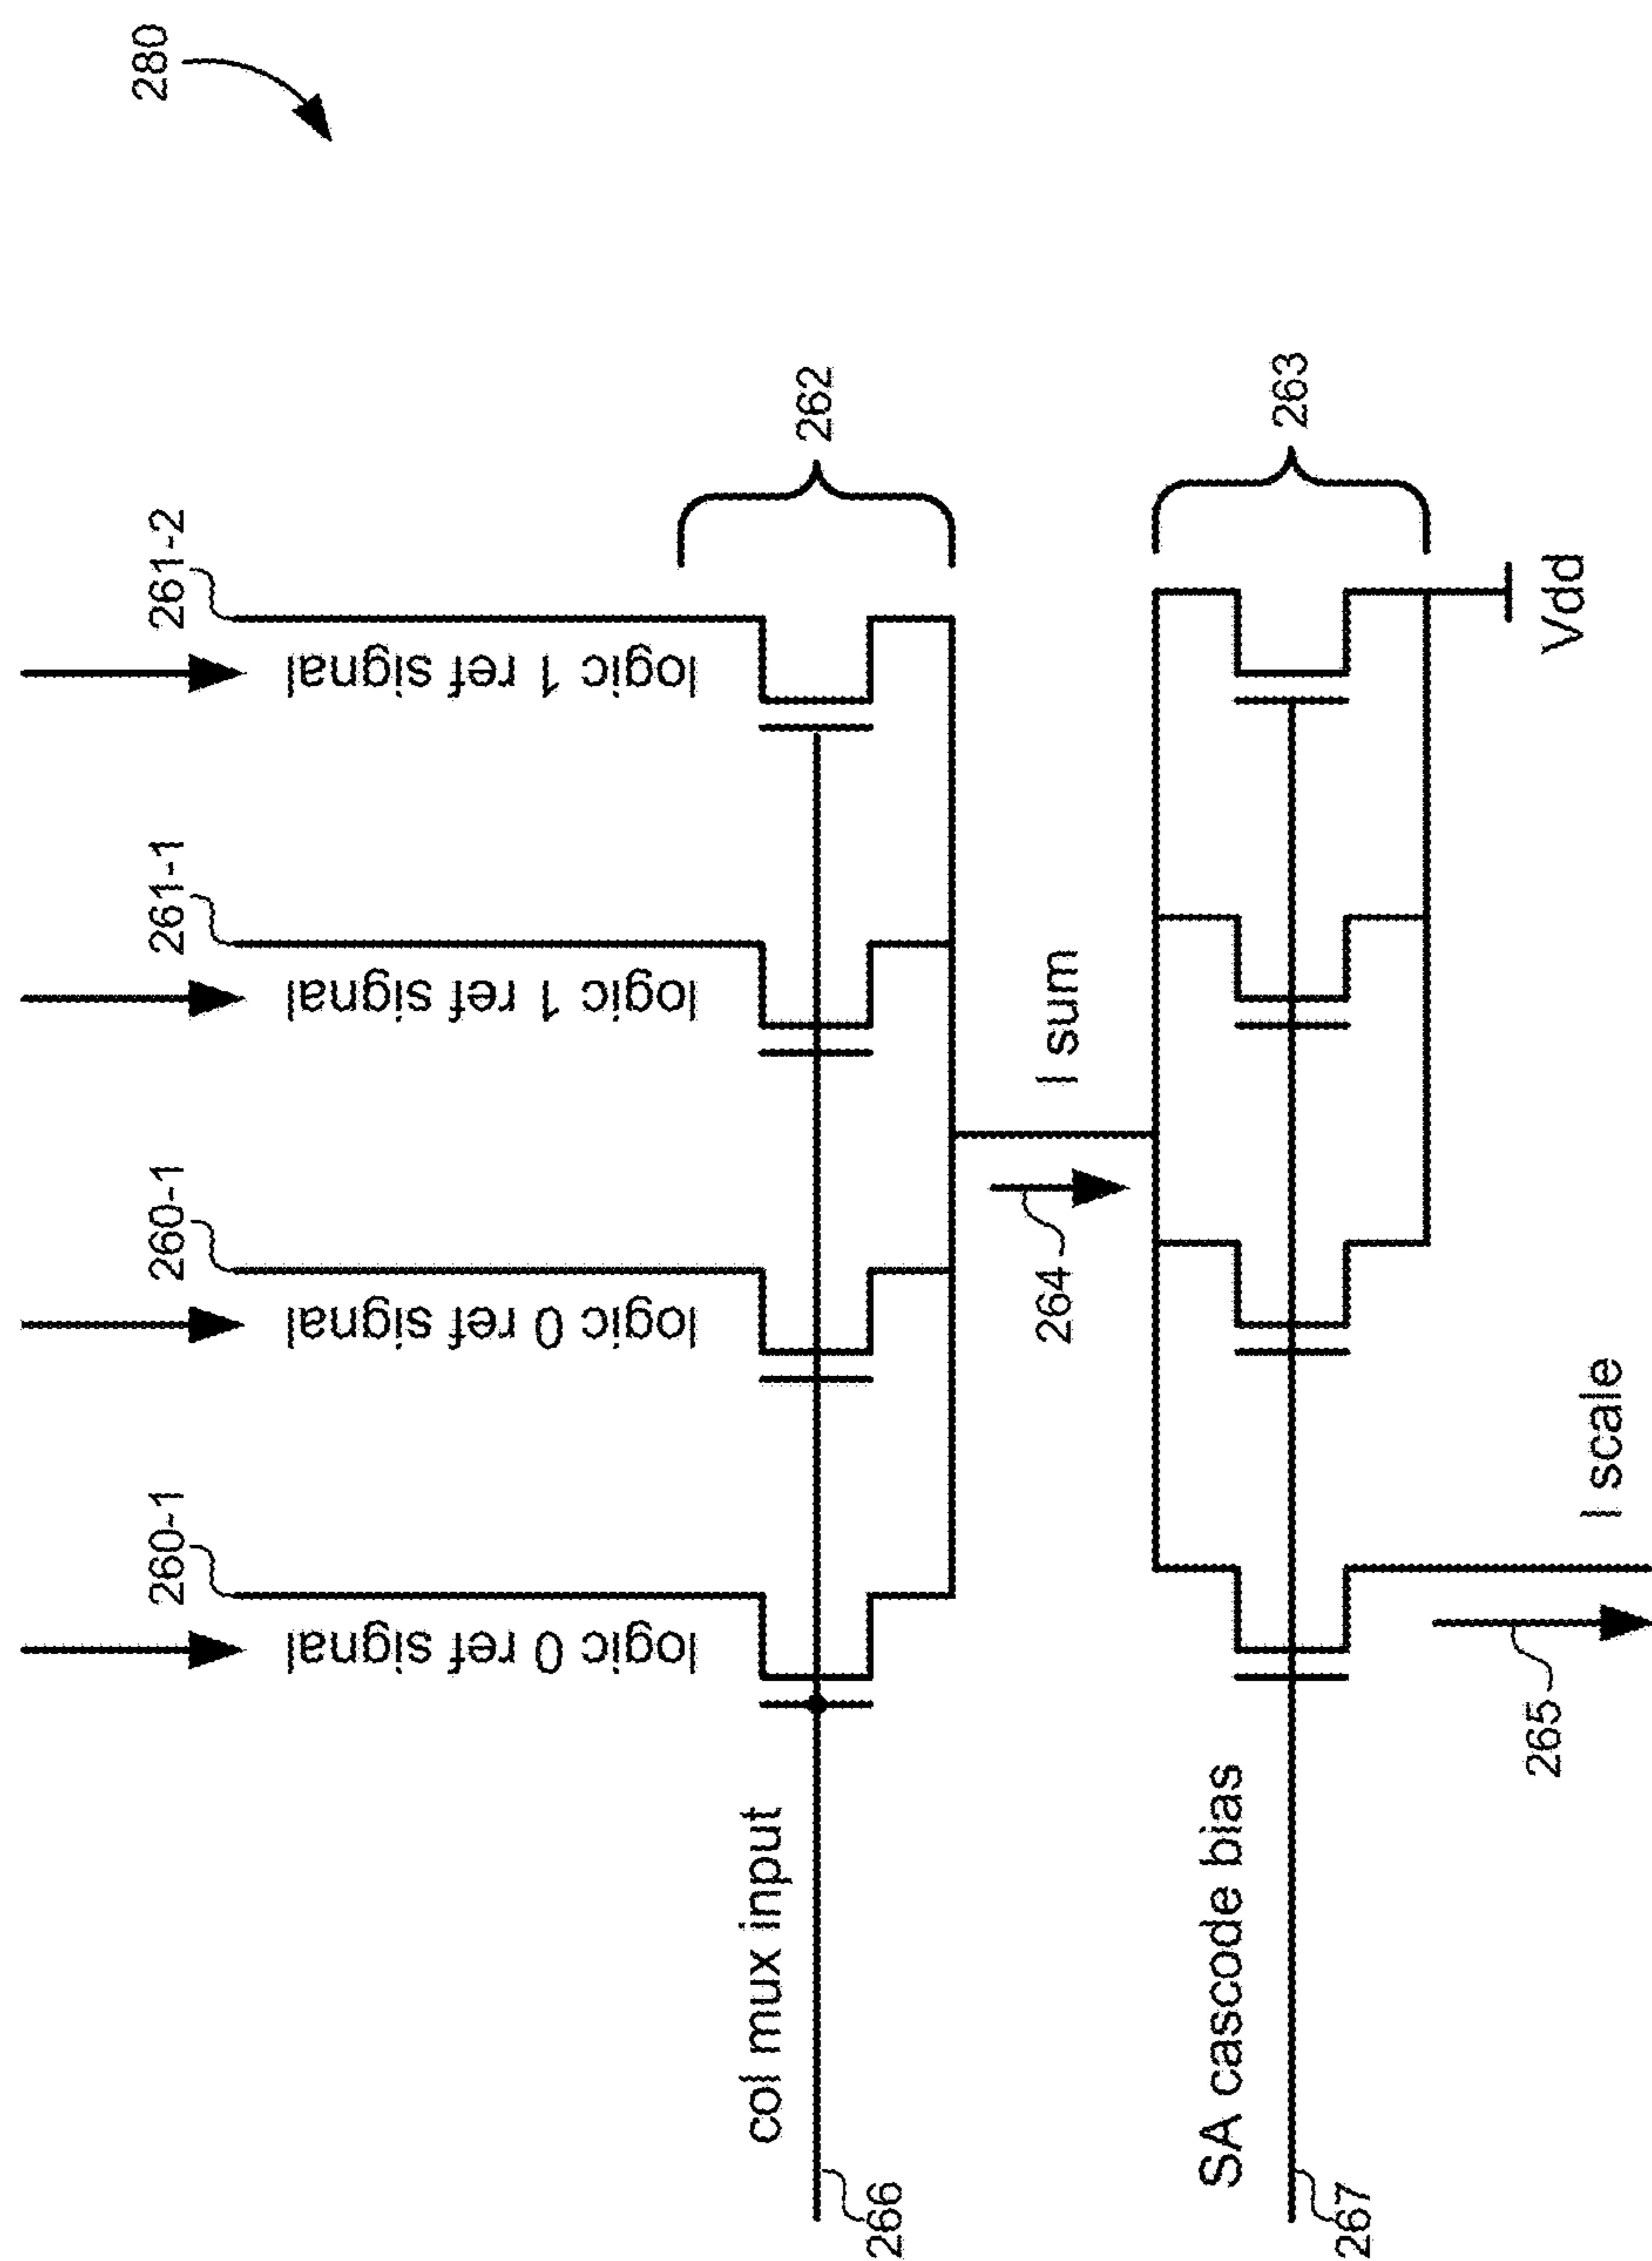 280
260-1
260-1
261-1
261-2
logic 0 ref signal
logic 0 ref signal
logic 1 ref signal
logic 1 ref signal
col mux input
262
266
264
I sum
SA cascode bias
263
267
265
I scale
Vdd